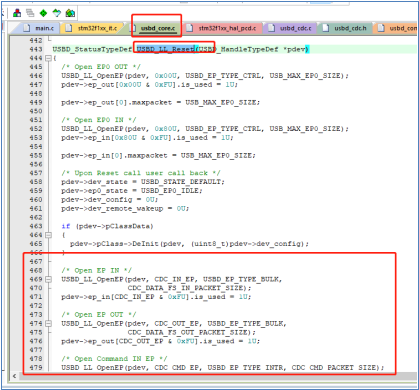 main.c stm32f1xx_it.c usbd_core.c stm32f1xx_hal_pcd.c usbd_cdc.c usbd_cdc.h usbd_con
442
443 USBD_StatusTypeDef USBD_LL_Reset(USBD_HandleTypeDef *pdev)
444 {
445 /* Open EP0 OUT */
446 USBD_LL_OpenEP(pdev, 0x00U, USBD_EP_TYPE_CTRL, USB_MAX_EP0_SIZE);
447 pdev->ep_out[0x00U & 0xFU].is_used = 1U;
448
449 pdev->ep_out[0].maxpacket = USB_MAX_EP0_SIZE;
450
451 /* Open EP0 IN */
452 USBD_LL_OpenEP(pdev, 0x80U, USBD_EP_TYPE_CTRL, USB_MAX_EP0_SIZE);
453 pdev->ep_in[0x80U & 0xFU].is_used = 1U;
454
455 pdev->ep_in[0].maxpacket = USB_MAX_EP0_SIZE;
456
457 /* Upon Reset call user call back */
458 pdev->dev_state = USBD_STATE_DEFAULT;
459 pdev->ep0_state = USBD_EP0_IDLE;
460 pdev->dev_config = 0U;
461 pdev->dev_remote_wakeup = 0U;
462
463 if (pdev->pClassData)
464 {
465 pdev->pClass->DeInit(pdev, (uint8_t)pdev->dev_config);
466 }
467
468 /* Open EP IN */
469 USBD_LL_OpenEP(pdev, CDC_IN_EP, USBD_EP_TYPE_BULK,
470 CDC_DATA_FS_IN_PACKET_SIZE);
471 pdev->ep_in[CDC_IN_EP & 0xFU].is_used = 1U;
472
473 /* Open EP OUT */
474 USBD_LL_OpenEP(pdev, CDC_OUT_EP, USBD_EP_TYPE_BULK,
475 CDC_DATA_FS_OUT_PACKET_SIZE);
476 pdev->ep_out[CDC_OUT_EP & 0xFU].is_used = 1U;
477
478 /* Open Command IN EP */
479 USBD_LL_OpenEP(pdev, CDC_CMD_EP, USBD_EP_TYPE_INTR, CDC_CMD_PACKET_SIZE);